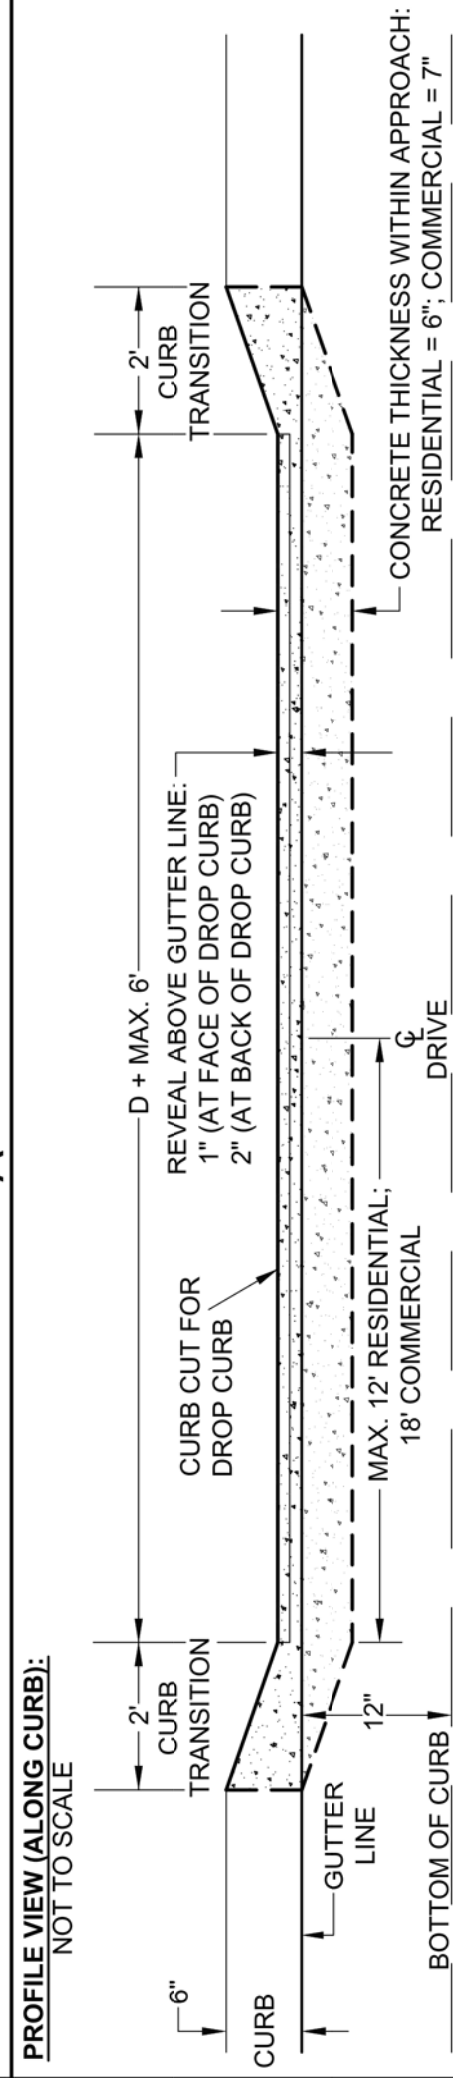 PROFILE VIEW (ALONG CURB):
NOT TO SCALE
6"
CURB
2'
CURB
TRANSITION
D + MAX. 6'
2'
CURB
TRANSITION
CURB CUT FOR
DROP CURB
REVEAL ABOVE GUTTER LINE:
1" (AT FACE OF DROP CURB)
2" (AT BACK OF DROP CURB)
GUTTER
LINE
12"
BOTTOM OF CURB
MAX. 12' RESIDENTIAL;
18' COMMERCIAL
℄
DRIVE
CONCRETE THICKNESS WITHIN APPROACH:
RESIDENTIAL = 6"; COMMERCIAL = 7"